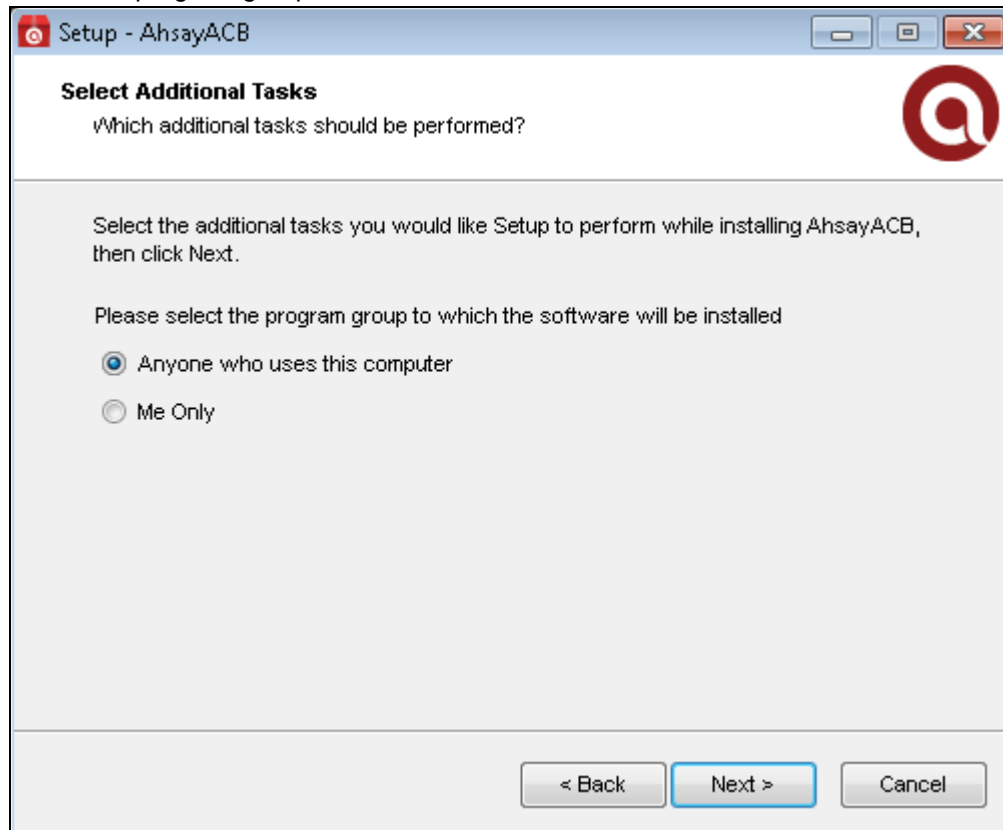 Setup - AhsayACB
Select Additional Tasks
Which additional tasks should be performed?
Select the additional tasks you would like Setup to perform while installing AhsayACB,
then click Next.
Please select the program group to which the software will be installed
Anyone who uses this computer
Me Only
< Back Next > Cancel